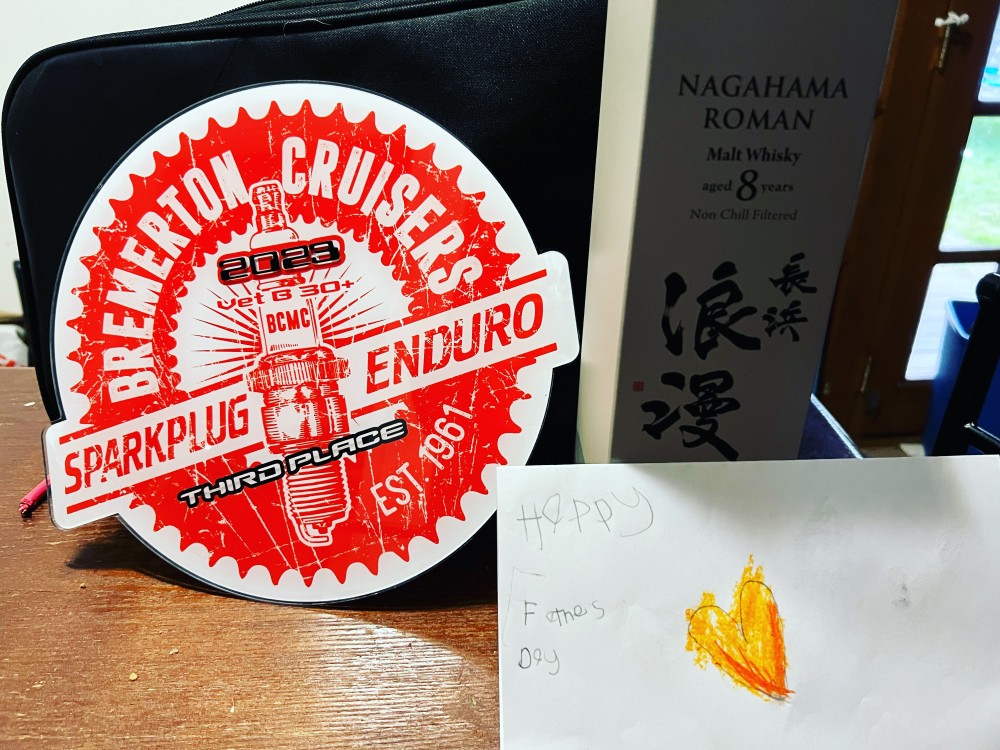 BREMERTON CRUISERS
2023
Vet B 30+
BCMC
SPARKPLUG ENDURO
THIRD PLACE
EST 1961
NAGAHAMA
ROMAN
Malt Whisky
aged 8 years
Non Chill Filtered
長浜
浪漫
HAPPY
Fathes
Day